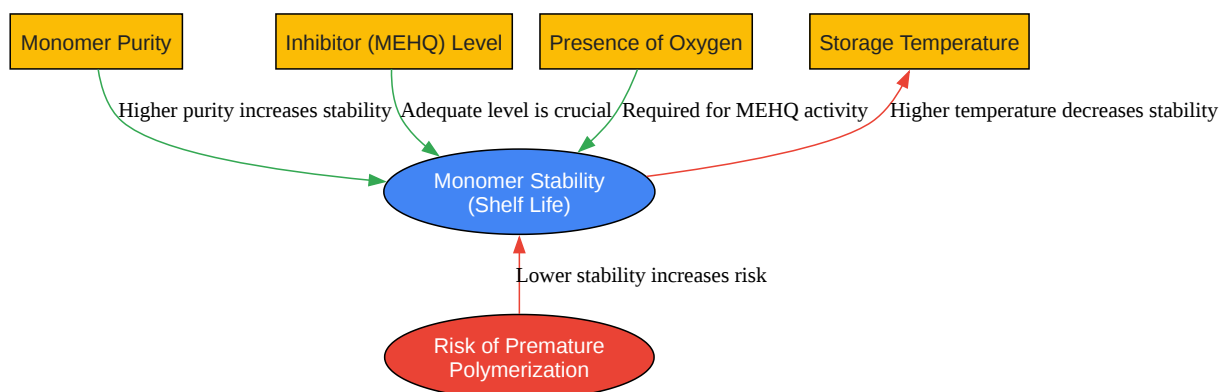 Monomer Purity
Inhibitor (MEHQ) Level
Presence of Oxygen
Storage Temperature
Higher purity increases stability
Adequate level is crucial
Required for MEHQ activity
Higher temperature decreases stability
Monomer Stability
(Shelf Life)
Lower stability increases risk
Risk of Premature
Polymerization